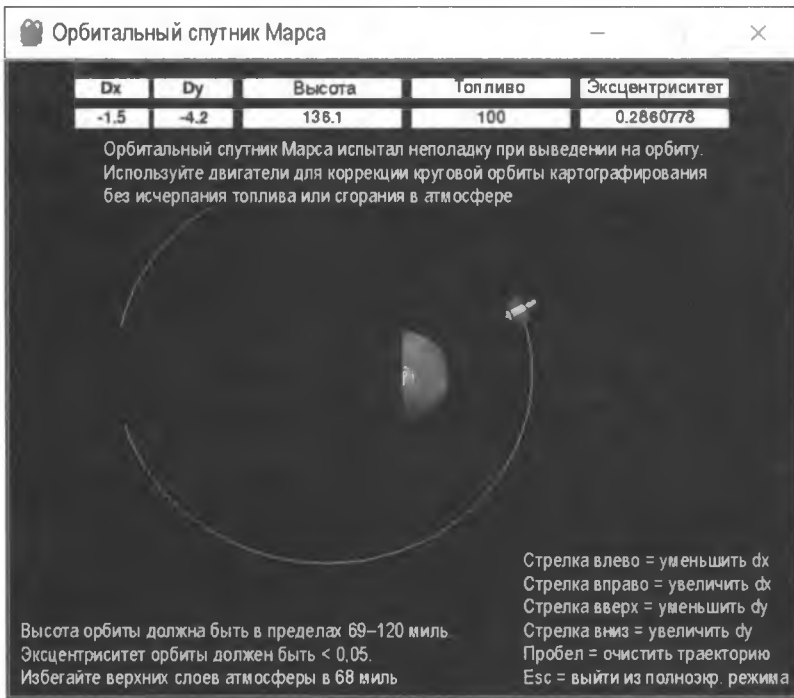 Орбитальный спутник Марса
Dx Dy Высота Топливо Эксцентриситет
-1.5 -4.2 136.1 100 0.2860778
Орбитальный спутник Марса испытал неполадку при выведении на орбиту.
Используйте двигатели для коррекции круговой орбиты картографирования
без исчерпания топлива или сгорания в атмосфере
Стрелка влево = уменьшить dx
Стрелка вправо = увеличить dx
Стрелка вверх = уменьшить dy
Высота орбиты должна быть в пределах 69–120 миль. Стрелка вниз = увеличить dy
Эксцентриситет орбиты должен быть < 0,05. Пробел = очистить траекторию
Избегайте верхних слоев атмосферы в 68 миль Esc = выйти из полноэкр. режима